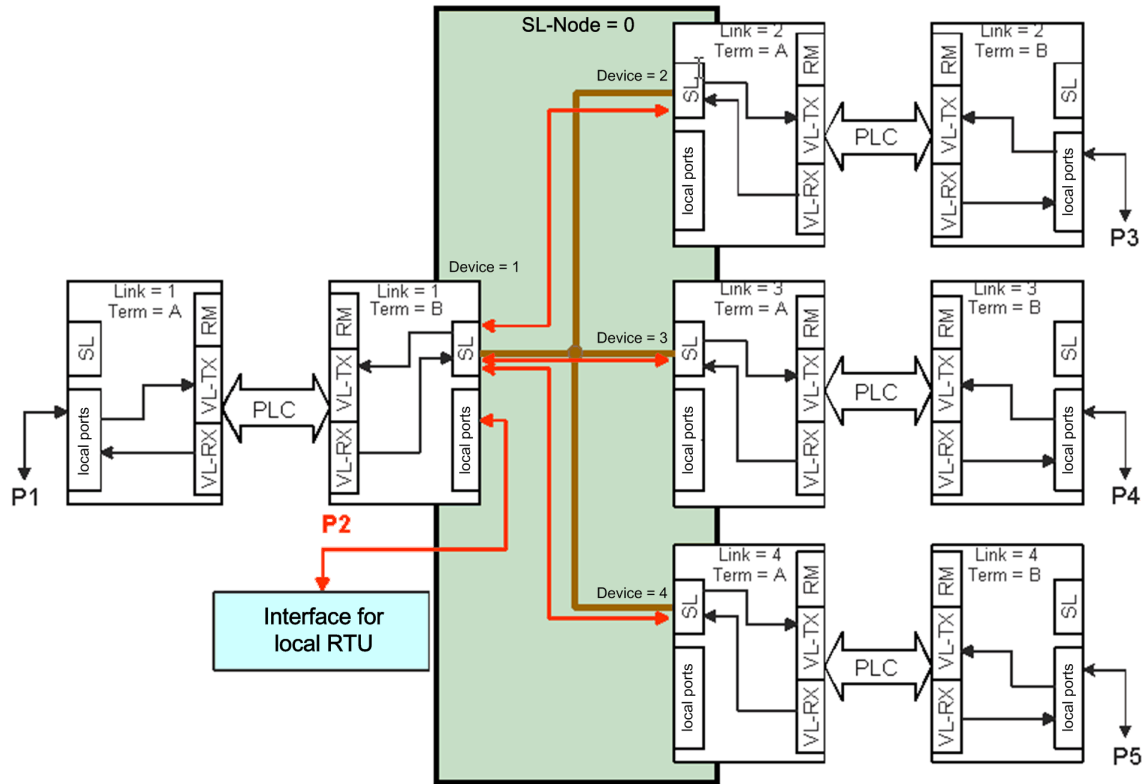 SL-Node = 0
Link = 2
Term = A
Link = 2
Term = B
Device = 2
SL
RM
VL-TX
VL-RX
local ports
PLC
RM
VL-TX
VL-RX
SL
local ports
P3
Device = 1
Link = 1
Term = A
Link = 1
Term = B
SL
local ports
RM
VL-TX
VL-RX
PLC
RM
VL-TX
VL-RX
SL
local ports
P1
P2
Interface for
local RTU
Device = 3
Link = 3
Term = A
Link = 3
Term = B
SL
local ports
RM
VL-TX
VL-RX
PLC
RM
VL-TX
VL-RX
SL
local ports
P4
Device = 4
Link = 4
Term = A
Link = 4
Term = B
SL
local ports
RM
VL-TX
VL-RX
PLC
RM
VL-TX
VL-RX
SL
local ports
P5